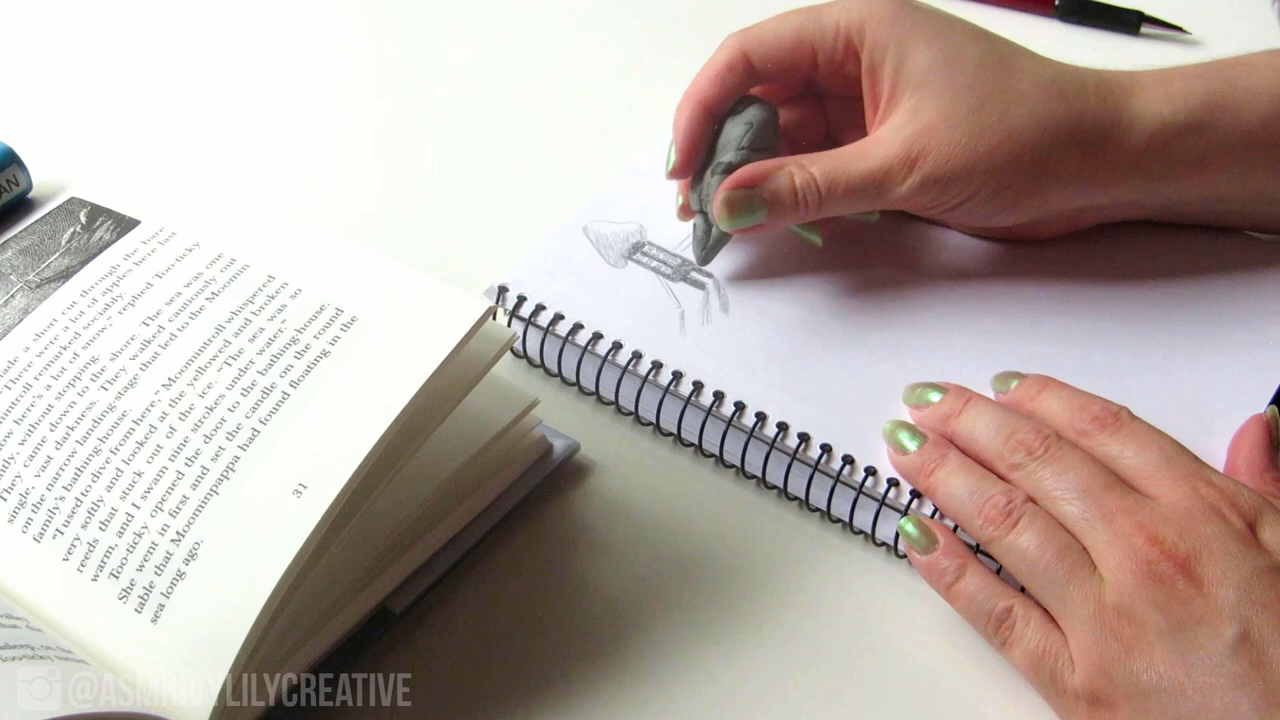 a short cut through the bare
There were a lot of here last
remarked sociably.
here's a lot of snow," replied Too-ticky
without stopping.
They came down to the shore. The sea was one
single, vast darkness. They walked cautiously out
on the narrow landing-stage that led to the Moomin
family's bathing-house.
"I used to dive from here," Moomintroll whispered
very softly and looked at the yellowed and broken
reeds that stuck out of the ice. "The sea was so
warm, and I swam nine strokes under water."
Too-ticky opened the door to the bathing-house.
She went in first and set the candle on the round
table that Moominpappa had found floating in the
sea long ago.
31